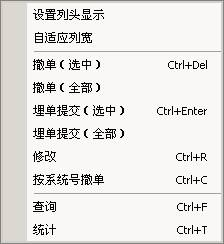 设置列头显示
自适应列宽
撤单（选中） Ctrl+Del
撤单（全部）
埋单提交（选中） Ctrl+Enter
埋单提交（全部）
修改 Ctrl+R
按系统号撤单 Ctrl+C
查询 Ctrl+F
统计 Ctrl+T